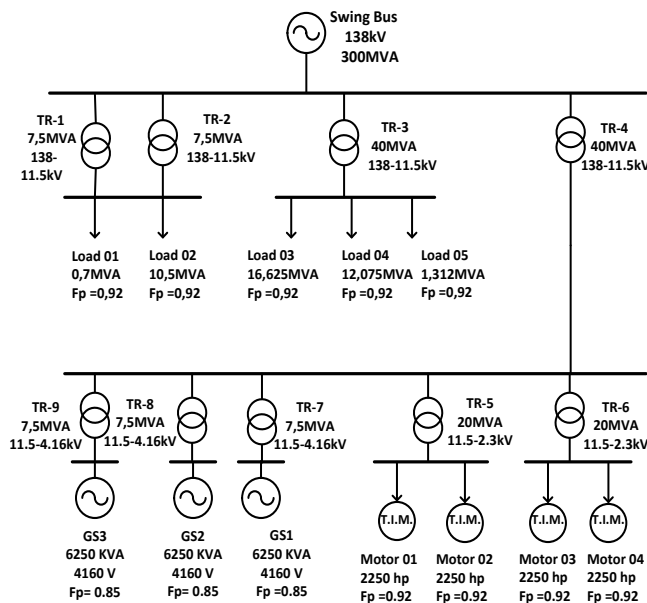 Swing Bus
138kV
300MVA
TR-1
7,5MVA
138-
11.5kV
TR-2
7,5MVA
138-11.5kV
TR-3
40MVA
138-11.5kV
TR-4
40MVA
138-11.5kV
Load 01
0,7MVA
Fp =0,92
Load 02
10,5MVA
Fp =0,92
Load 03
16,625MVA
Fp =0,92
Load 04
12,075MVA
Fp =0,92
Load 05
1,312MVA
Fp =0,92
TR-9
7,5MVA
11.5-4.16kV
TR-8
7,5MVA
11.5-4.16kV
TR-7
7,5MVA
11.5-4.16kV
TR-5
20MVA
11.5-2.3kV
TR-6
20MVA
11.5-2.3kV
GS3
6250 KVA
4160 V
Fp= 0.85
GS2
6250 KVA
4160 V
Fp= 0.85
GS1
6250 KVA
4160 V
Fp=0.85
T.I.M.
Motor 01
2250 hp
Fp =0.92
T.I.M.
Motor 02
2250 hp
Fp =0.92
T.I.M.
Motor 03
2250 hp
Fp =0.92
T.I.M.
Motor 04
2250 hp
Fp =0.92